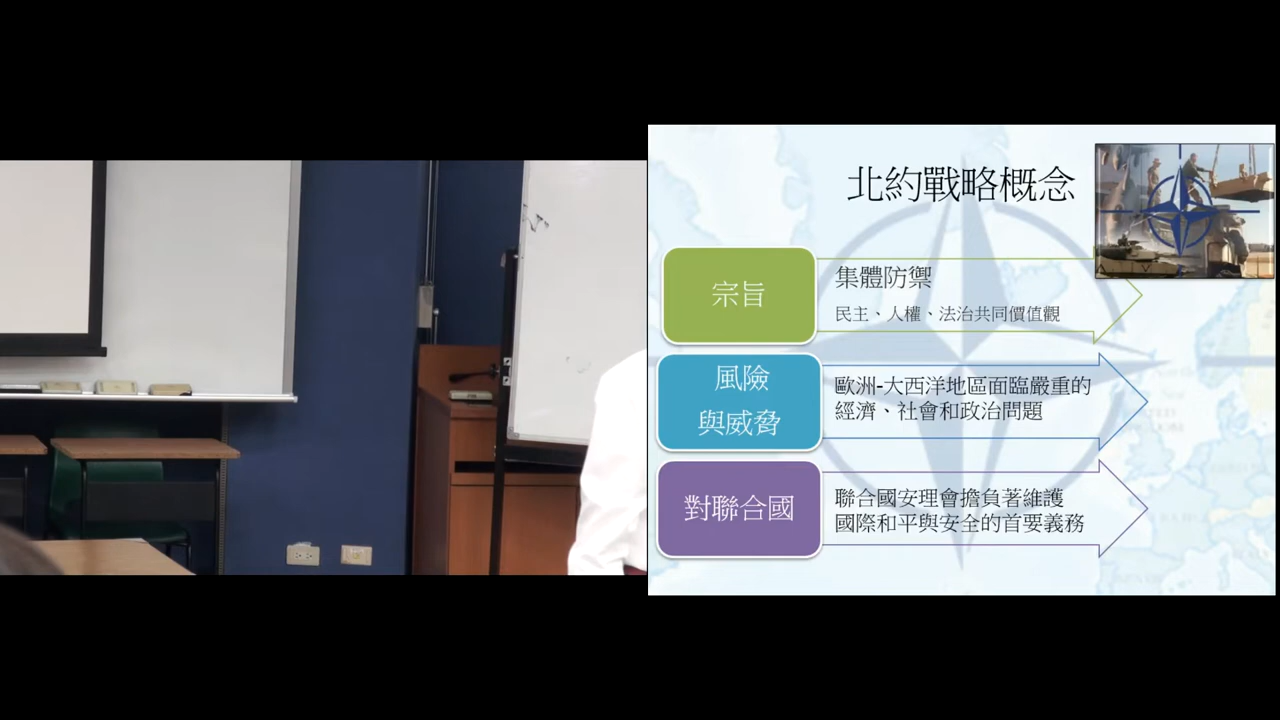 北約戰略概念
宗旨
集體防禦
民主、人權、法治共同價值觀
風險
與威脅
歐洲-大西洋地區面臨嚴重的
經濟、社會和政治問題
對聯合國
聯合國安理會擔負著維護
國際和平與安全的首要義務